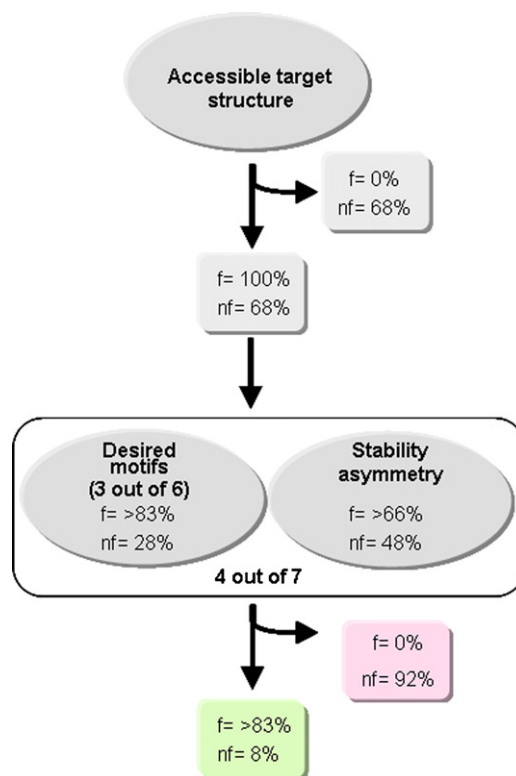 Accessible target
structure
f= 0%
nf= 68%
f= 100%
nf= 68%
Desired
motifs
(3 out of 6)
f= >83%
nf= 28%
Stability
asymmetry
f= >66%
nf= 48%
4 out of 7
f= 0%
nf= 92%
f= >83%
nf= 8%